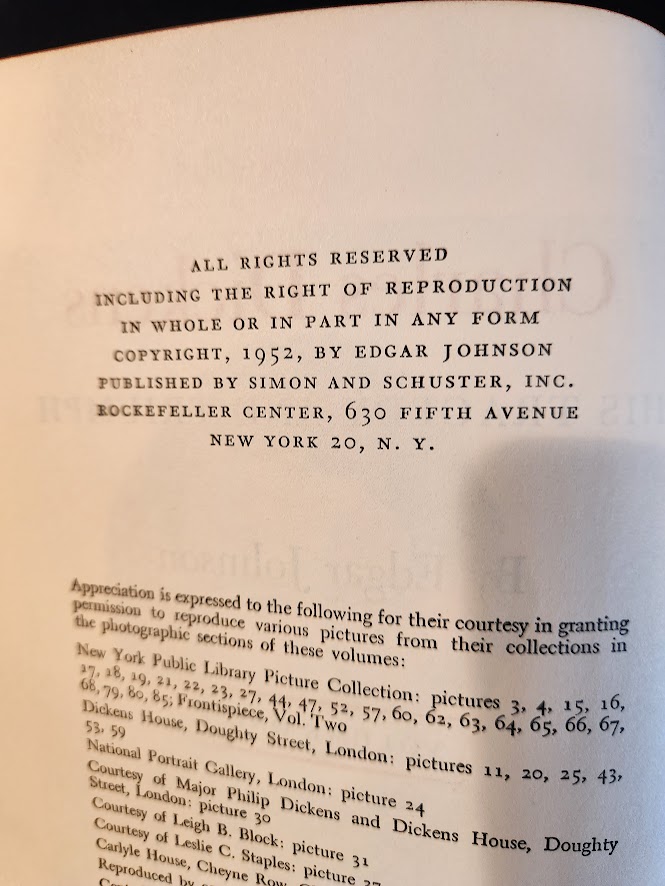 ALL RIGHTS RESERVED
INCLUDING THE RIGHT OF REPRODUCTION
IN WHOLE OR IN PART IN ANY FORM
COPYRIGHT, 1952, BY EDGAR JOHNSON
PUBLISHED BY SIMON AND SCHUSTER, INC.
ROCKEFELLER CENTER, 630 FIFTH AVENUE
NEW YORK 20, N. Y.
Appreciation is expressed to the following for their courtesy in granting
permission to reproduce various pictures from their collections in
the photographic sections of these volumes:
New York Public Library Picture Collection: pictures 3, 4, 15, 16,
17, 18, 19, 21, 22, 23, 27, 44, 47, 52, 57, 60, 62, 63, 64, 65, 66, 67,
68, 79, 80, 85; Frontispiece, Vol. Two
Dickens House, Doughty Street, London: pictures 11, 20, 25, 43,
53, 59
National Portrait Gallery, London: picture 24
Courtesy of Major Philip Dickens and Dickens House, Doughty
Street, London: picture 30
Courtesy of Leigh B. Block: picture 31
Courtesy of Leslie C. Staples: picture
Carlyle House, Cheyne Row,
Reproduced by